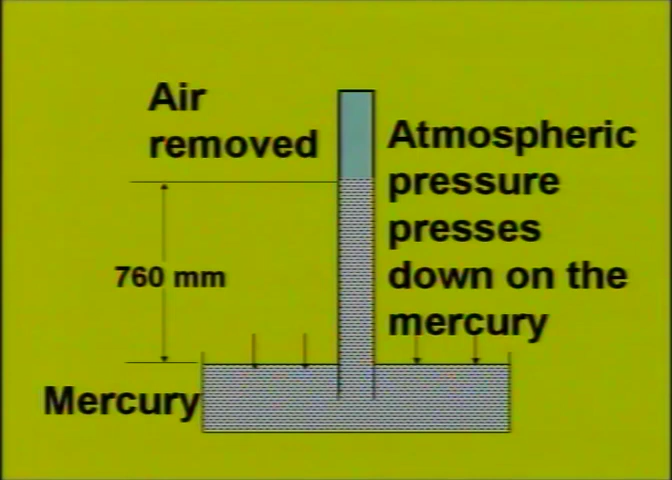 Air
removed
Atmospheric
pressure
presses
down on the
mercury
760 mm
Mercury